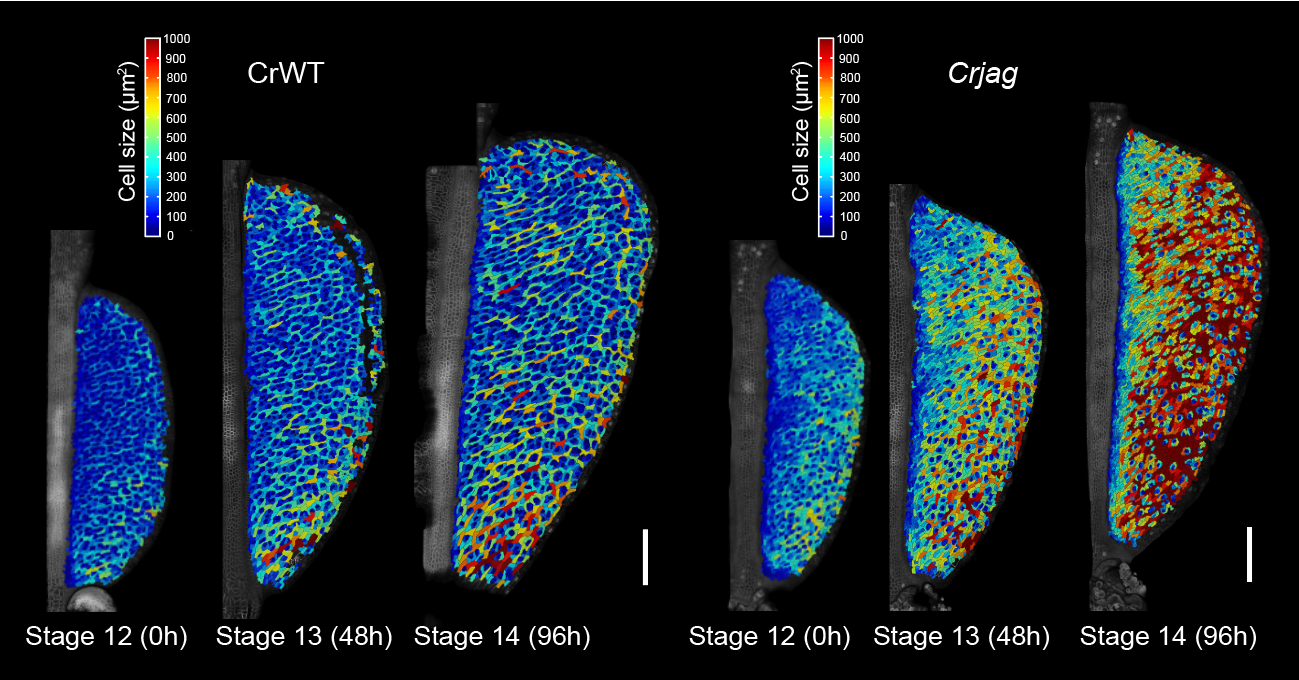 CrWT
Cell size (μm²)
1000
900
800
700
600
500
400
300
200
100
0
Stage 12 (0h)
Stage 13 (48h)
Stage 14 (96h)
Crjag
Cell size (μm²)
1000
900
800
700
600
500
400
300
200
100
0
Stage 12 (0h)
Stage 13 (48h)
Stage 14 (96h)